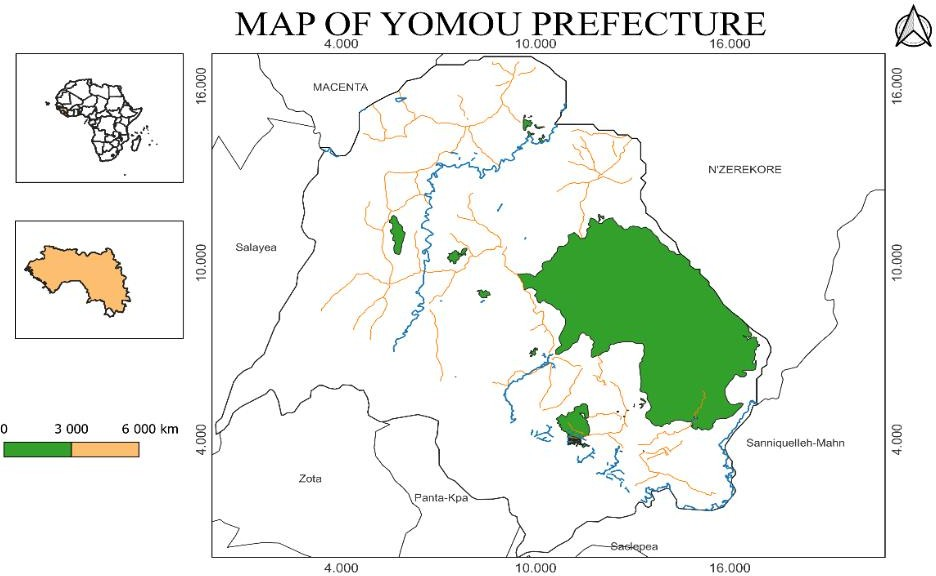 MAP OF YOMOU PREFECTURE
4.000 10.000 16.000
16.000 16.000
MACENTA
N'ZEREKORE
Salayea
10.000 10.000
0 3 000 6 000 km
4.000 4.000
Sanniquelleh-Mahn
Zota
Panta-Kpa
Saclepea
4.000 10.000 16.000